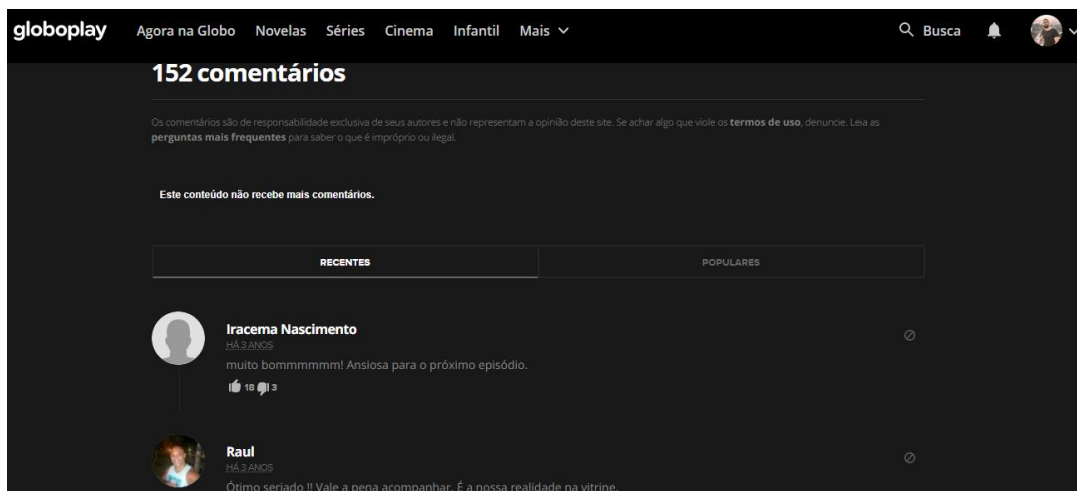 globoplay Agora na Globo Novelas Séries Cinema Infantil Mais Busca
152 comentários
Os comentários são de responsabilidade exclusiva de seus autores e não representam a opinião deste site. Se achar algo que viole os termos de uso, denuncie. Leia as
perguntas mais frequentes para saber o que é impróprio ou ilegal.
Este conteúdo não recebe mais comentários.
RECENTES POPULARES
Iracema Nascimento
HÁ 3 ANOS
muito bommmmmm! Ansiosa para o próximo episódio.
18 3
Raul
HÁ 3 ANOS
Ótimo seriado !! Vale a pena acompanhar. É a nossa realidade na vitrine.